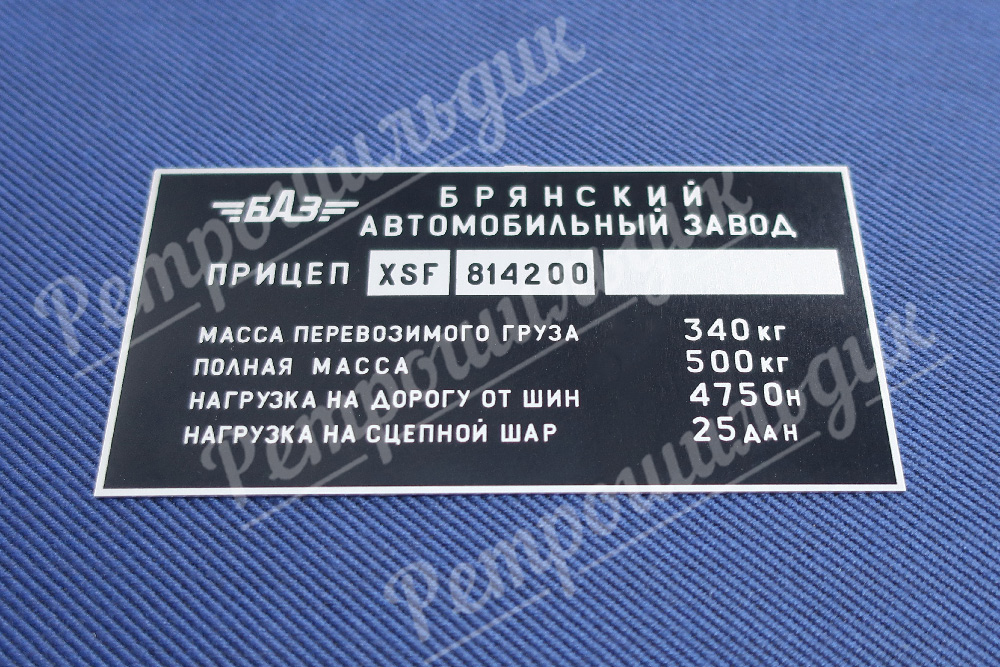 Ретрошильдик
БАЗ
БРЯНСКИЙ
АВТОМОБИЛЬНЫЙ ЗАВОД
ПРИЦЕП XSF 814200
МАССА ПЕРЕВОЗИМОГО ГРУЗА 340 КГ
ПОЛНАЯ МАССА 500 КГ
НАГРУЗКА НА ДОРОГУ ОТ ШИН 4750 Н
НАГРУЗКА НА СЦЕПНОЙ ШАР 25 ДАН
Ретрошильдик
Ретрошильдик